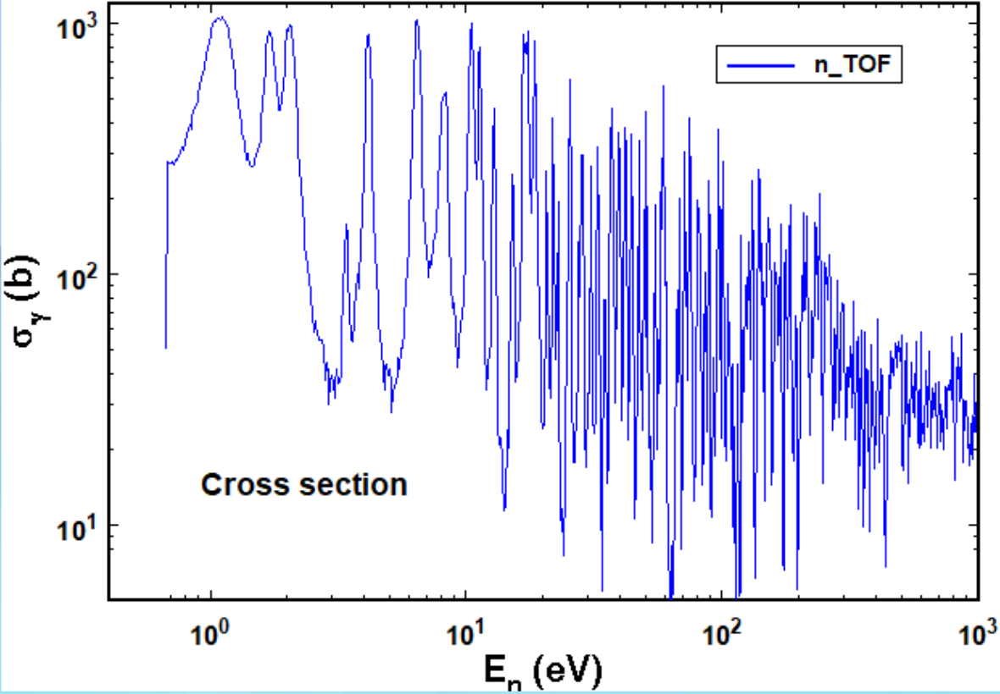 10³
10²
10¹
σγ (b)
n_TOF
Cross section
10⁰ 10¹ 10² 10³
Eₙ (eV)